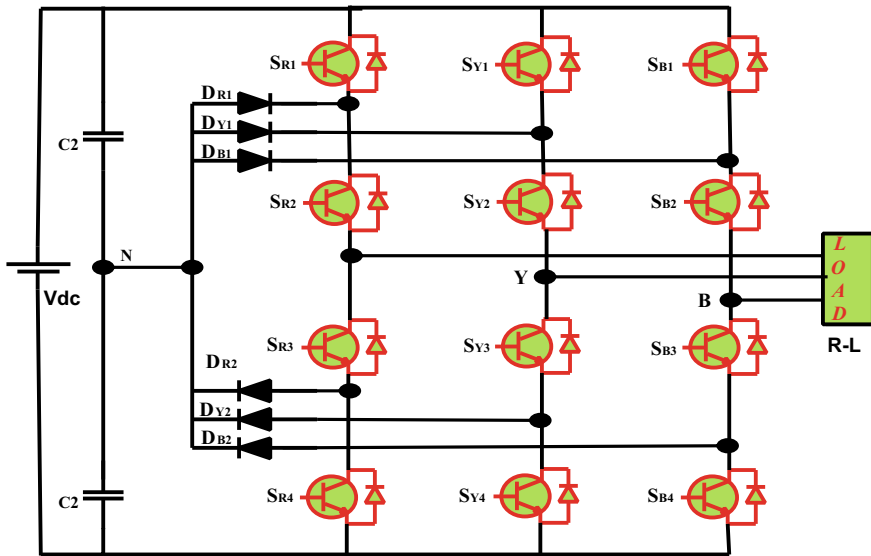 SR1
SY1
SB1
DR1
DY1
C2
DB1
SR2
SY2
SB2
L
O
A
D
N
Y
B
Vdc
R-L
SR3
SY3
SB3
DR2
DY2
DB2
C2
SR4
SY4
SB4